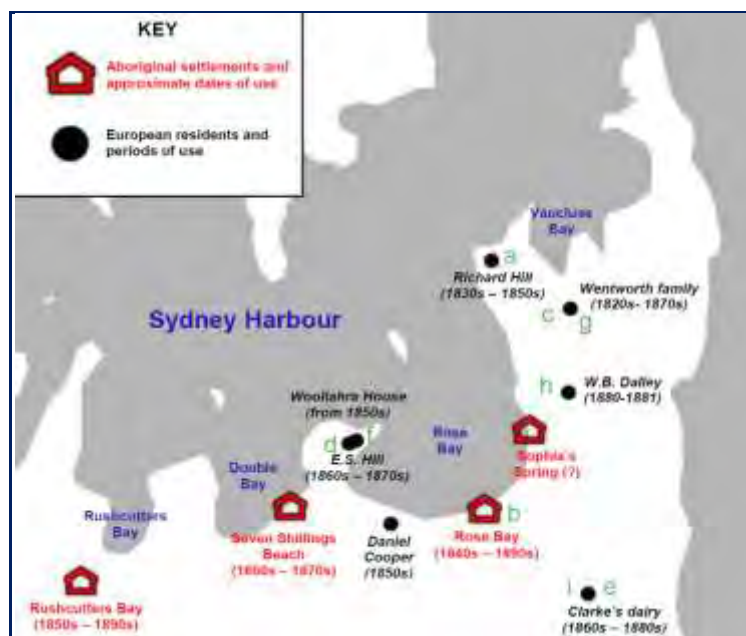 KEY
Aboriginal settlements and
approximate dates of use
European residents and
periods of use
Vaucluse
Bay
a
Richard Hill
(1830s – 1850s)
Wentworth family
(1820s- 1870s)
c
g
Sydney Harbour
h
W.B. Dalley
(1880-1881)
Woollahra House
(from 1850s)
d
f
E.S. Hill
(1860s – 1870s)
Rose
Bay
Sophia's
Spring (?)
Double
Bay
Rushcutters
Bay
Seven Shillings
Beach
(1860s – 1870s)
Daniel
Cooper
(1850s)
b
Rose Bay
(1840s – 1890s)
Rushcutters Bay
(1850s – 1890s)
e
Clarke's dairy
(1860s – 1880s)